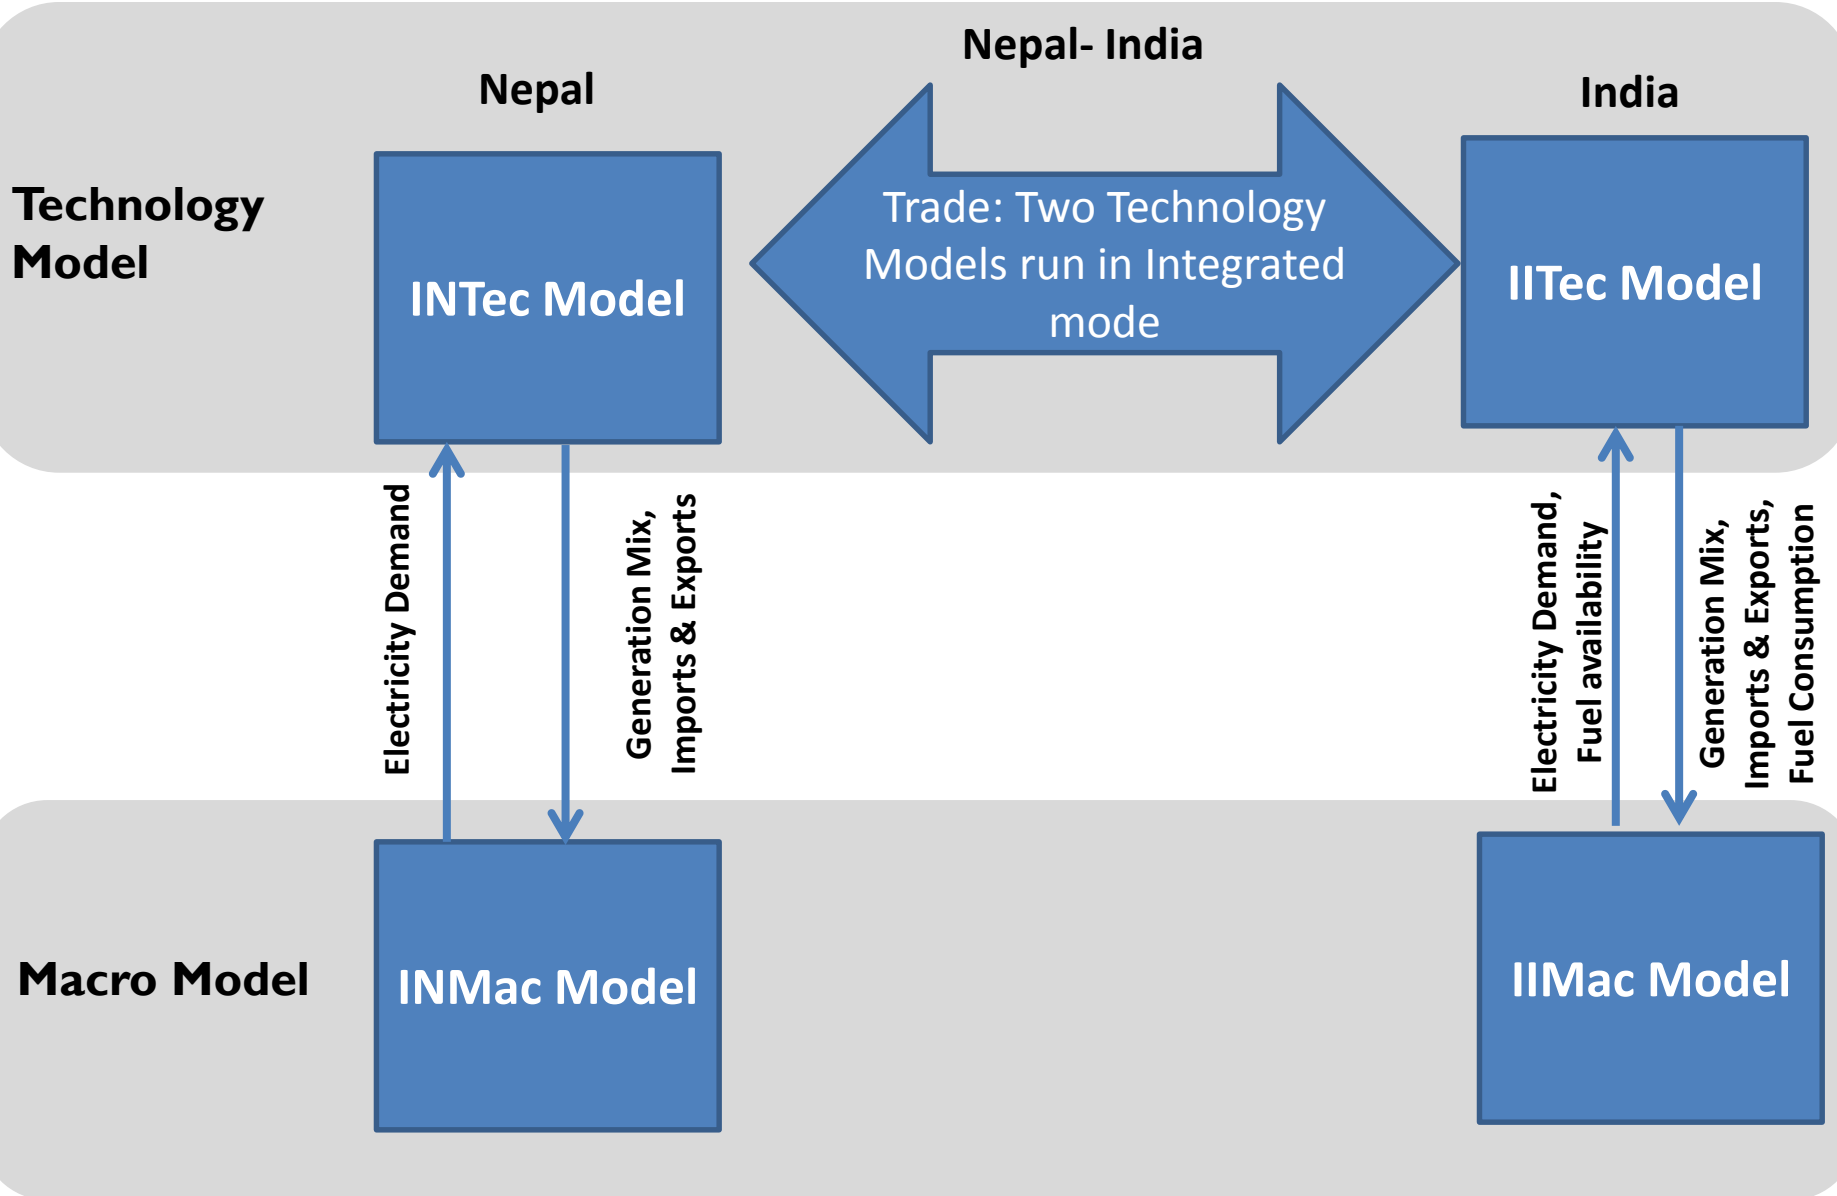 Nepal- India
Nepal
India
Technology
Model
INTec Model
Trade: Two Technology
Models run in Integrated
mode
IITec Model
Electricity Demand
Generation Mix,
Imports & Exports
Electricity Demand,
Fuel availability
Generation Mix,
Imports & Exports,
Fuel Consumption
Macro Model
INMac Model
IIMac Model